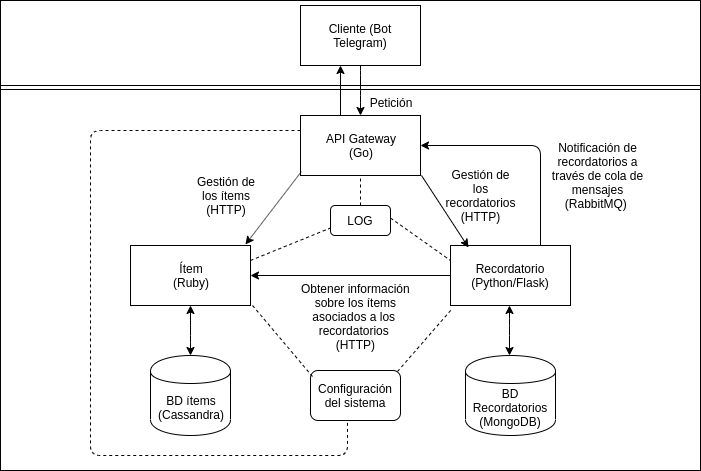 Cliente (Bot
Telegram)
Petición
API Gateway
(Go)
Gestión de
los ítems
(HTTP)
Gestión de
los
recordatorios
(HTTP)
Notificación de
recordatorios a
través de cola de
mensajes
(RabbitMQ)
LOG
Ítem
(Ruby)
Recordatorio
(Python/Flask)
Obtener información
sobre los ítems
asociados a los
recordatorios
(HTTP)
BD ítems
(Cassandra)
Configuración
del sistema
BD
Recordatorios
(MongoDB)